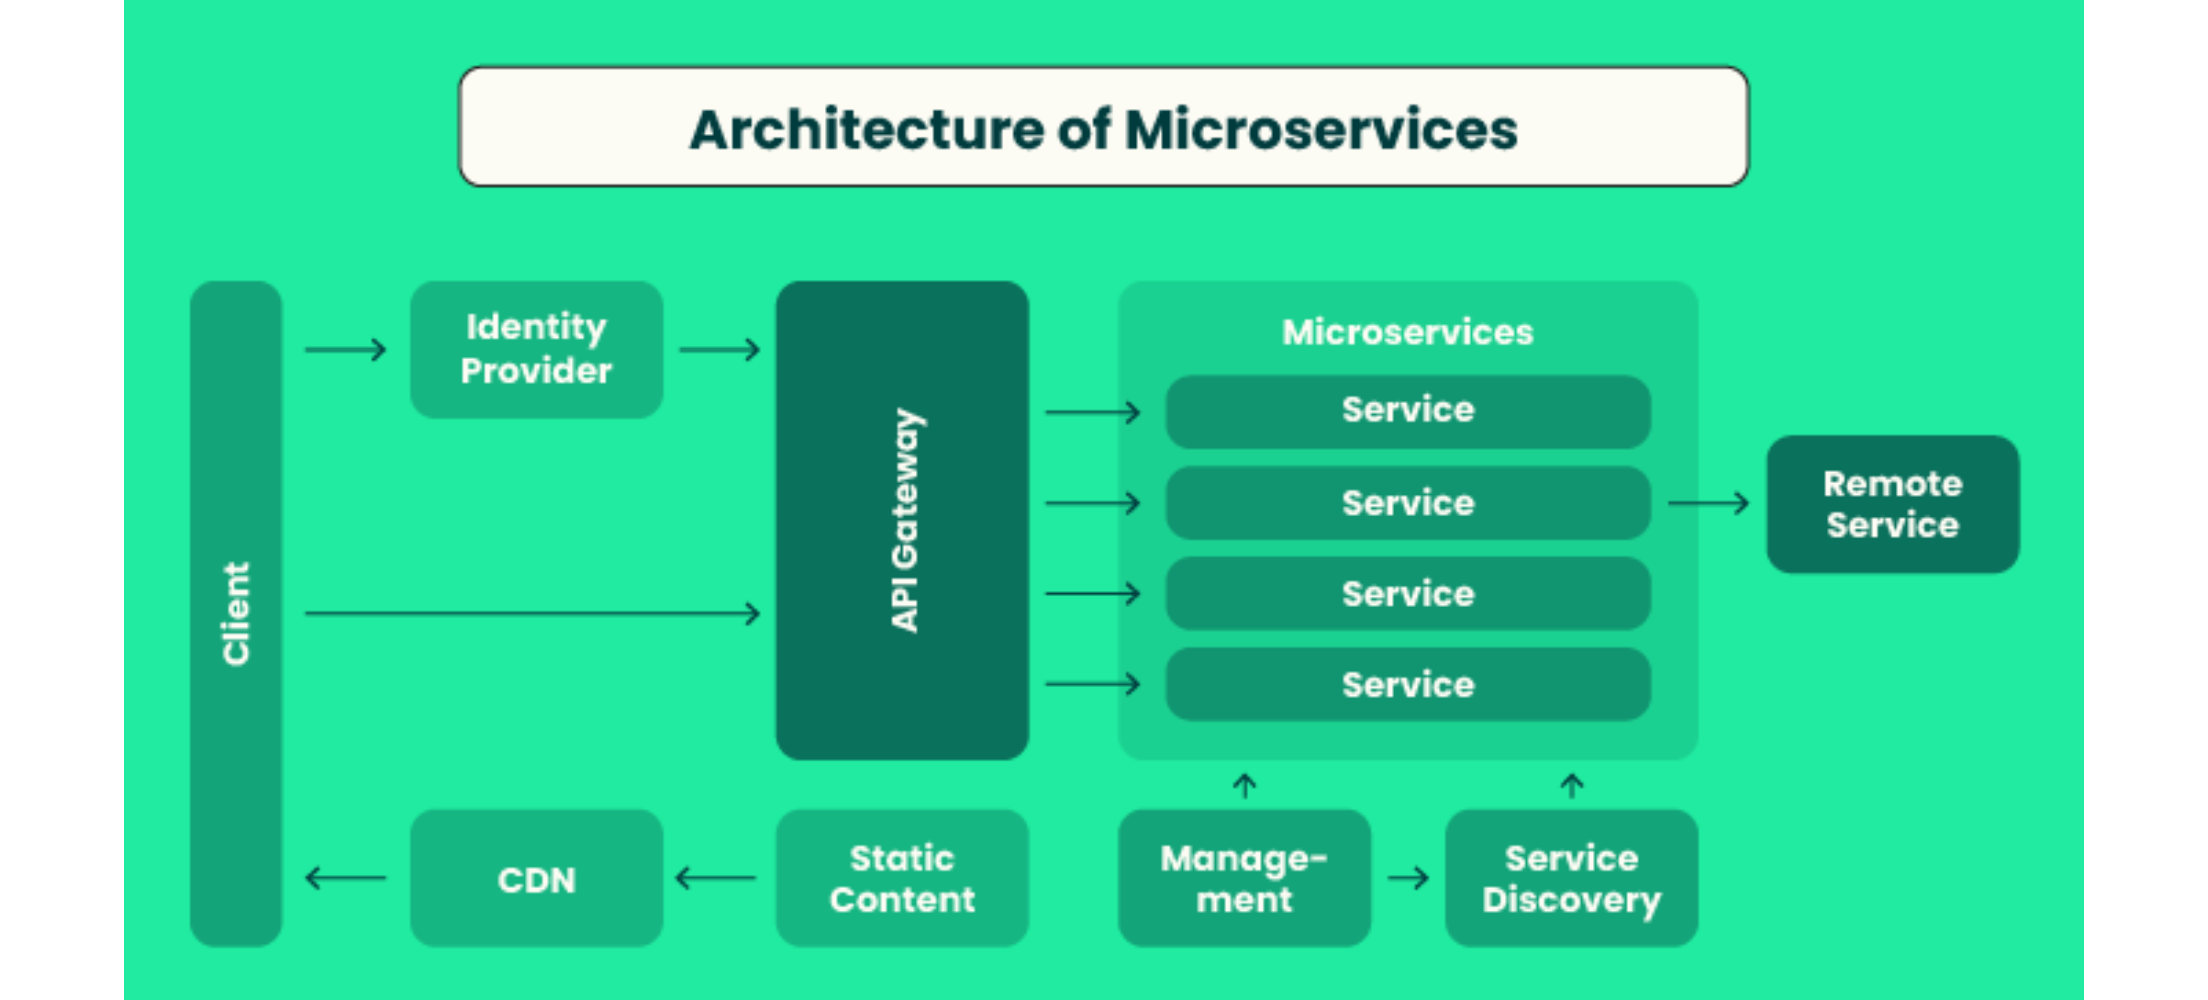 Architecture of Microservices
Client
Identity
Provider
API Gateway
Microservices
Service
Service
Service
Service
Remote
Service
CDN
Static
Content
Manage-
ment
Service
Discovery